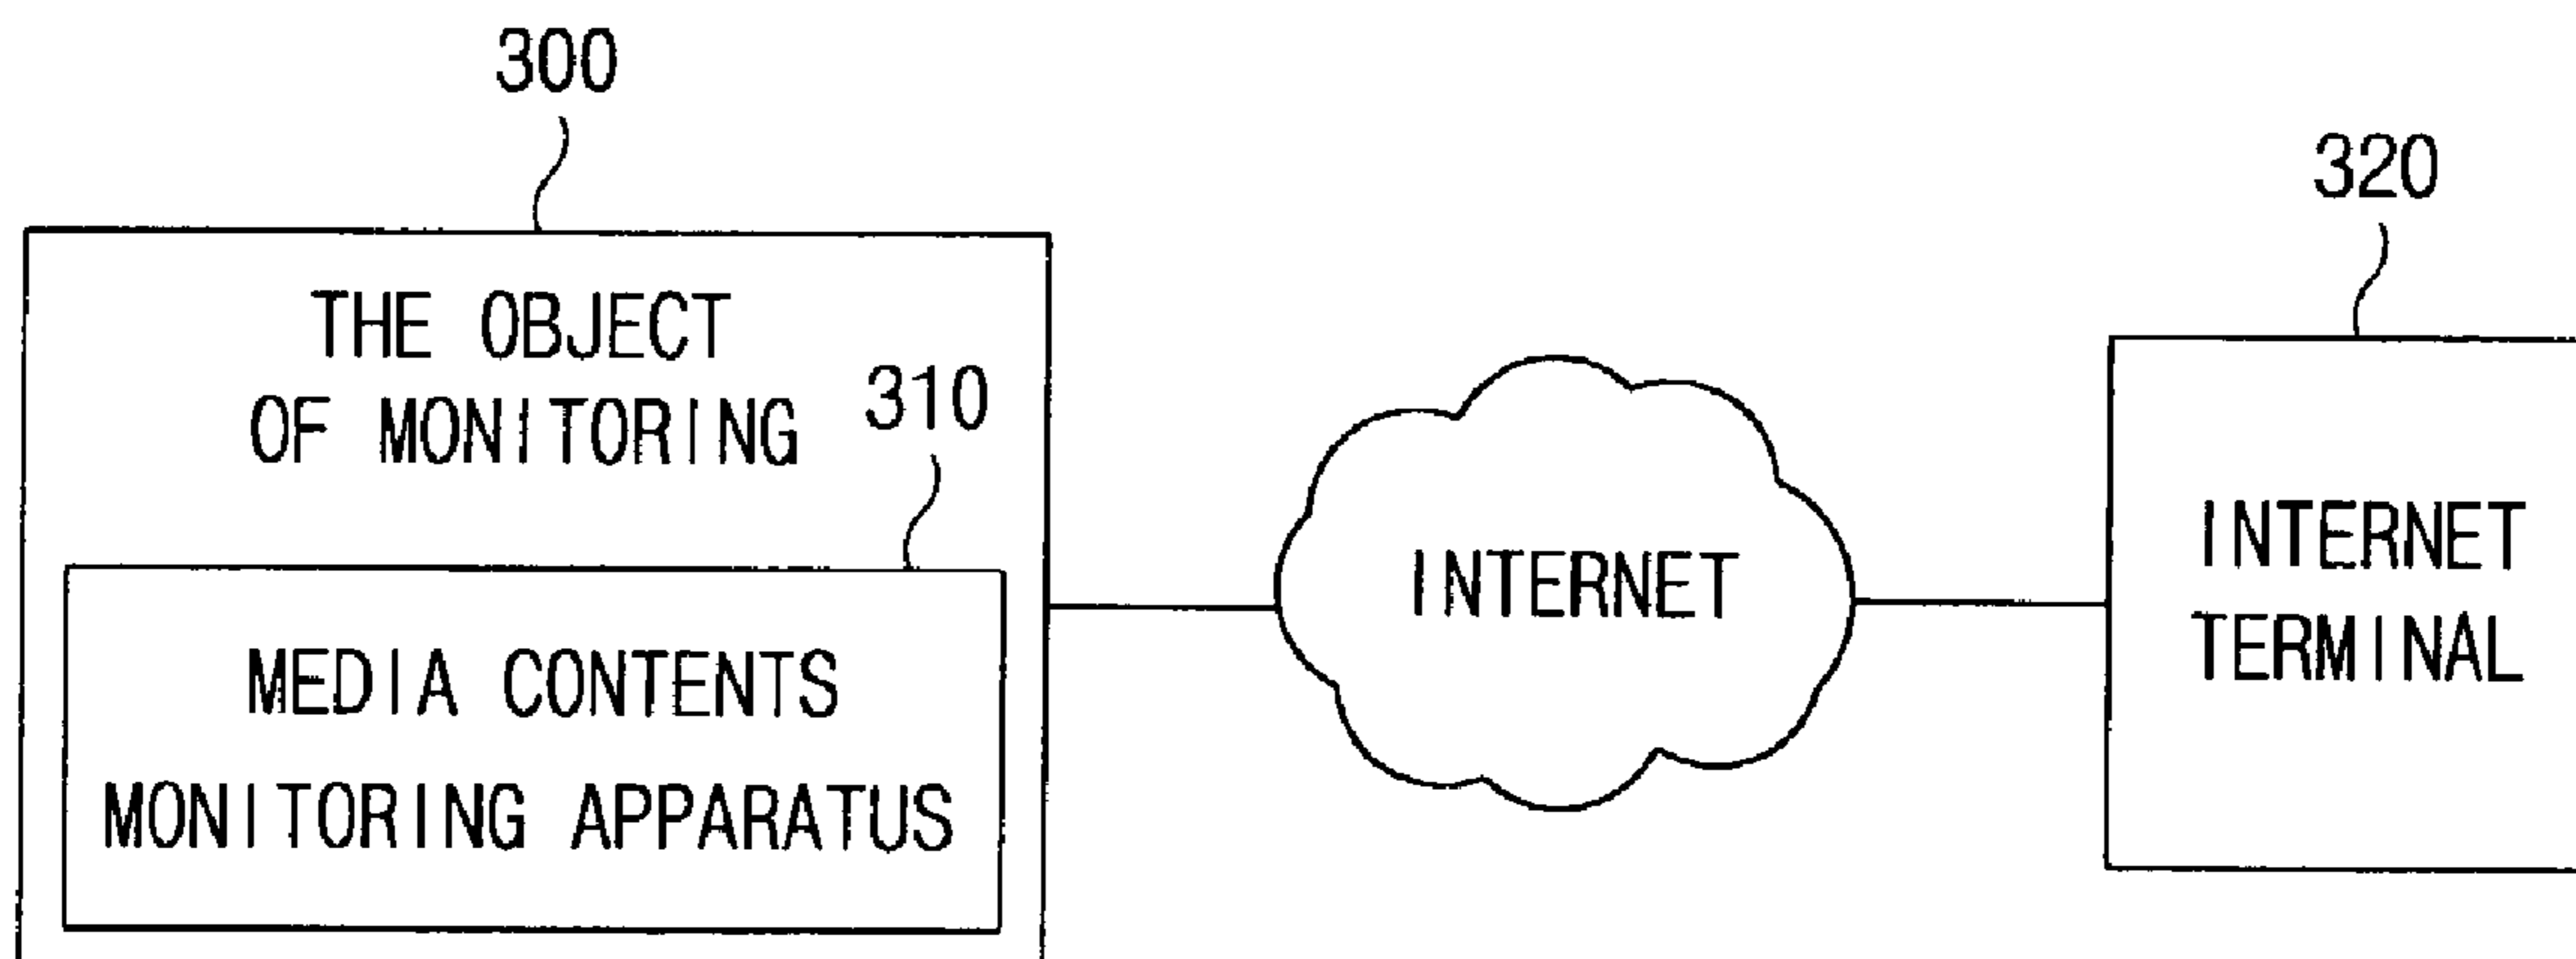 300
THE OBJECT
OF MONITORING
310
MEDIA CONTENTS
MONITORING APPARATUS
INTERNET
320
INTERNET
TERMINAL